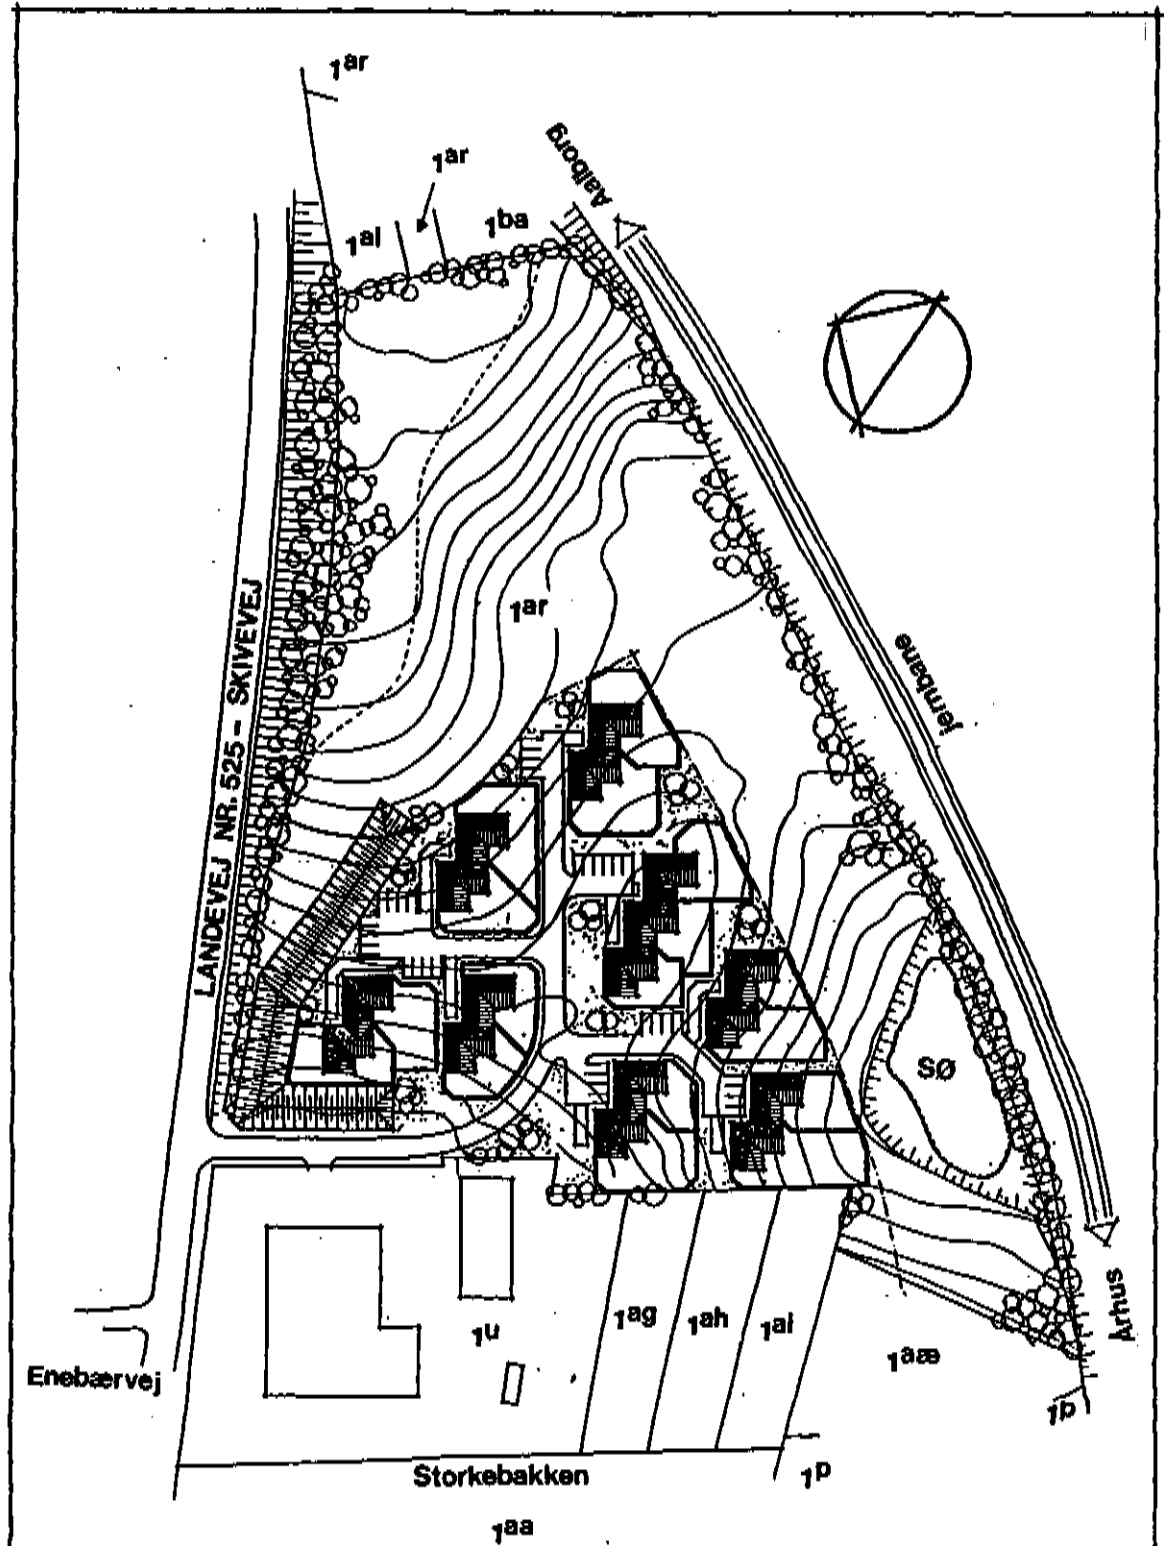 1ar
Aalborg
1ar
1al
1ba
LANDEVEJ NR. 525 - SKIVEVEJ
1ar
jernbane
SØ
1ag
1ah
1ai
1u
1aæ
Århus
Enebærvej
1b
Storkebakken
1p
1aa